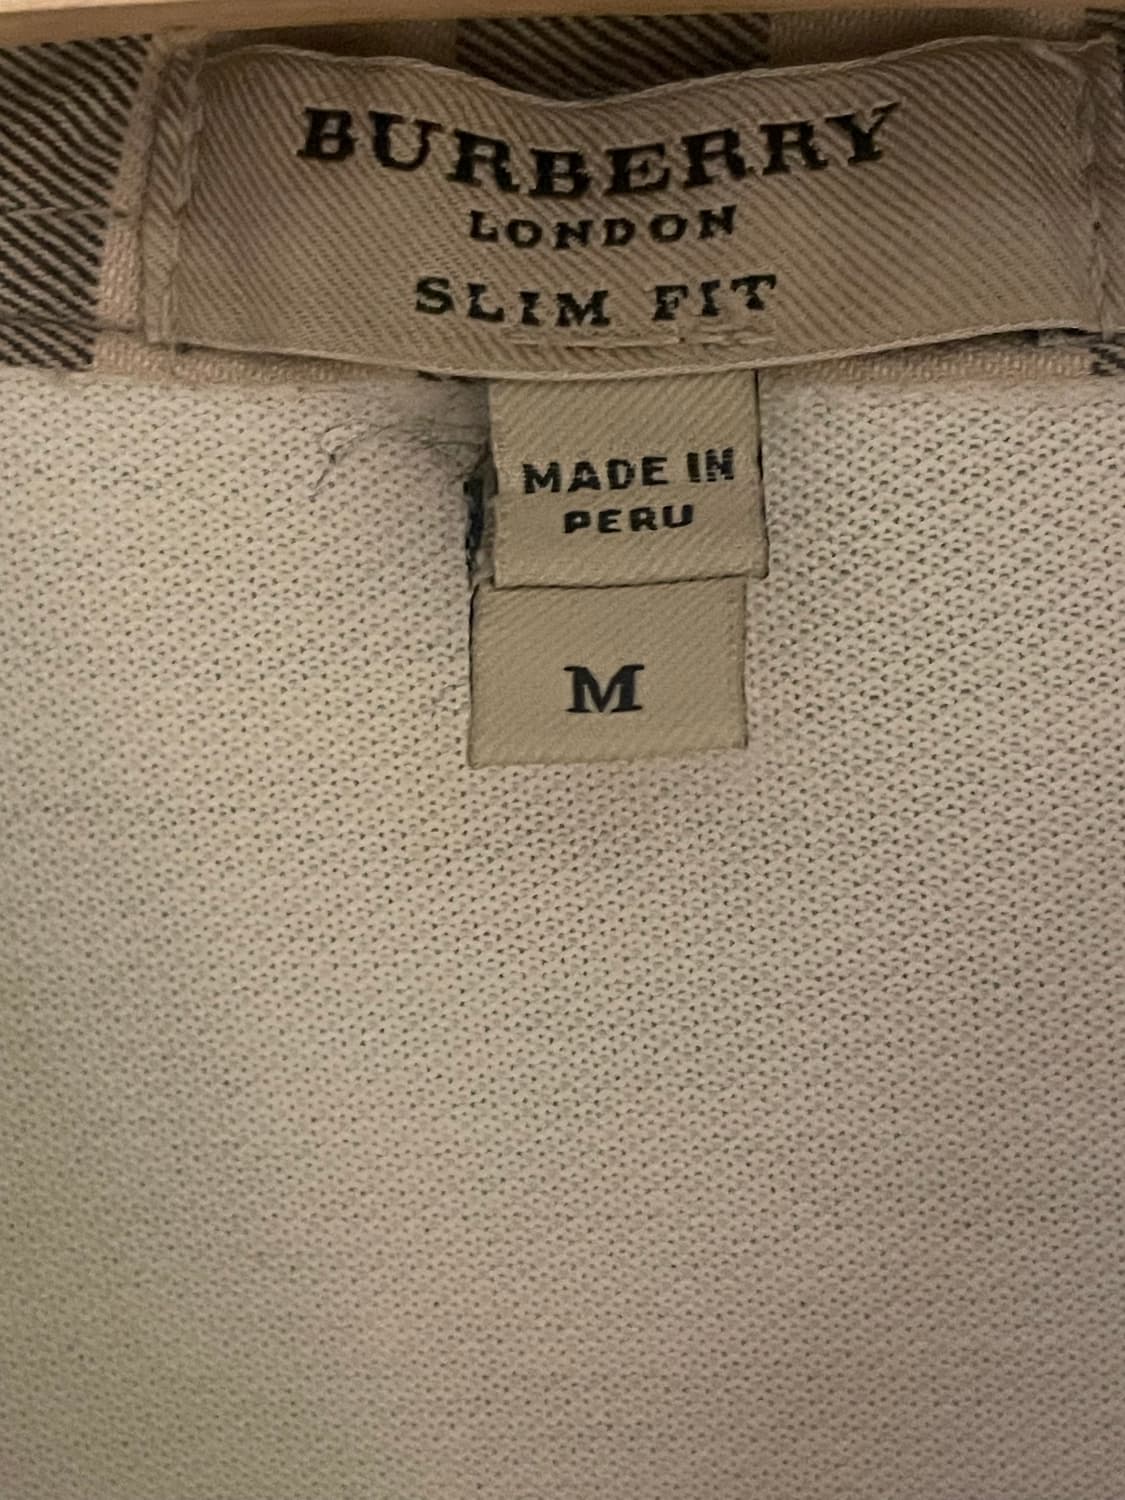 BURBERRY
LONDON
SLIM FIT
MADE IN
PERU
M